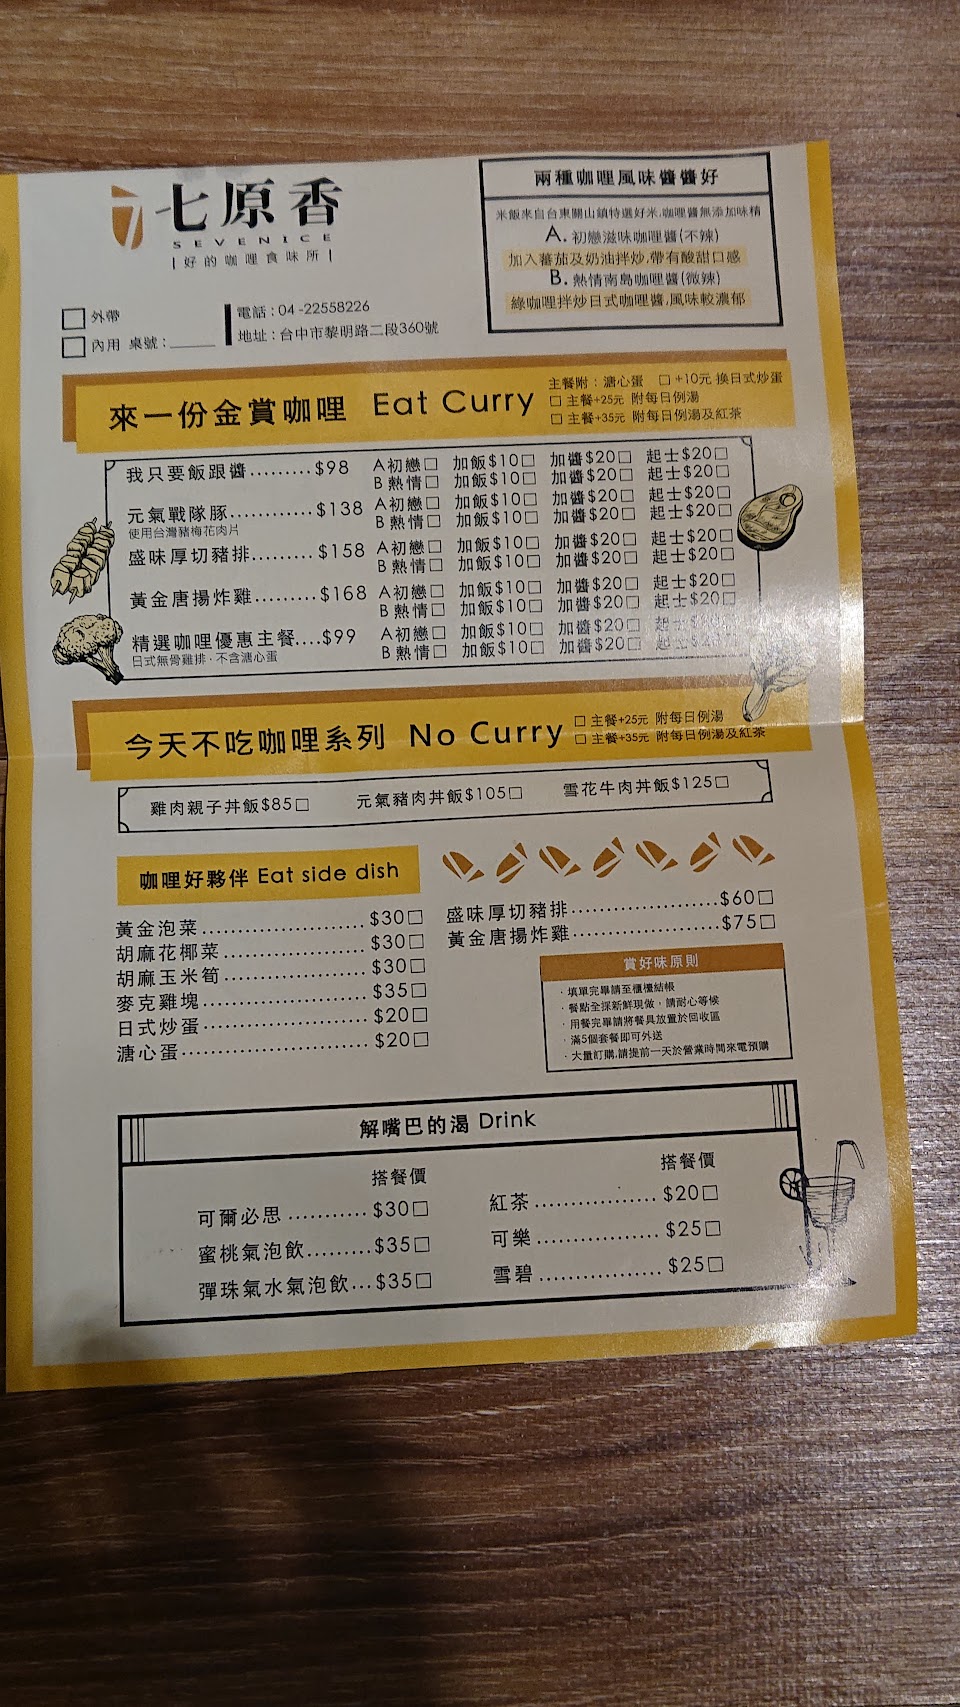 七原香
SEVENICE
|好的咖哩食味所|
兩種咖哩風味醬醬好
米飯來自台東關山鎮特選好米,咖哩醬無添加味精
A. 初戀滋味咖哩醬(不辣)
加入蕃茄及奶油拌炒,帶有酸甜口感
B. 熱情南島咖哩醬(微辣)
綠咖哩拌炒日式咖哩醬,風味較濃郁
□ 外帶
□ 內用 桌號:_____
電話:04-22558226
地址:台中市黎明路二段360號
來一份金賞咖哩 Eat Curry
主餐附:溏心蛋 □ +10元 換日式炒蛋
□ 主餐+25元 附每日例湯
□ 主餐+35元 附每日例湯及紅茶
我只要飯跟醬.........$98 A初戀□ 加飯$10□ 加醬$20□ 起士$20□
B熱情□ 加飯$10□ 加醬$20□ 起士$20□
元氣戰隊豚............$138 A初戀□ 加飯$10□ 加醬$20□ 起士$20□
使用台灣豬梅花肉片 B熱情□ 加飯$10□ 加醬$20□ 起士$20□
盛味厚切豬排.........$158 A初戀□ 加飯$10□ 加醬$20□ 起士$20□
B熱情□ 加飯$10□ 加醬$20□ 起士$20□
黃金唐揚炸雞.........$168 A初戀□ 加飯$10□ 加醬$20□ 起士$20□
B熱情□ 加飯$10□ 加醬$20□ 起士$20□
精選咖哩優惠主餐....$99 A初戀□ 加飯$10□ 加醬$20□ 起士
日式無骨雞排.不含溏心蛋 B熱情□ 加飯$10□ 加醬$20□ 起士
今天不吃咖哩系列 No Curry
□ 主餐+25元 附每日例湯
□ 主餐+35元 附每日例湯及紅茶
雞肉親子丼飯$85□ 元氣豬肉丼飯$105□ 雪花牛肉丼飯$125□
咖哩好夥伴 Eat side dish
黃金泡菜........................$30□
胡麻花椰菜.....................$30□
胡麻玉米筍.....................$30□
麥克雞塊........................$35□
日式炒蛋........................$20□
溏心蛋...........................$20□
盛味厚切豬排......................$60□
黃金唐揚炸雞......................$75□
賞好味原則
·填單完畢請至櫃檯結帳
·餐點全採新鮮現做,請耐心等候
·用餐完畢請將餐具放置於回收區
·滿5個套餐即可外送
·大量訂購,請提前一天於營業時間來電預購
解嘴巴的渴 Drink
搭餐價
可爾必思 ...........$30□
蜜桃氣泡飲.........$35□
彈珠氣水氣泡飲...$35□
搭餐價
紅茶..................$20□
可樂 .................$25□
雪碧 .................$25□